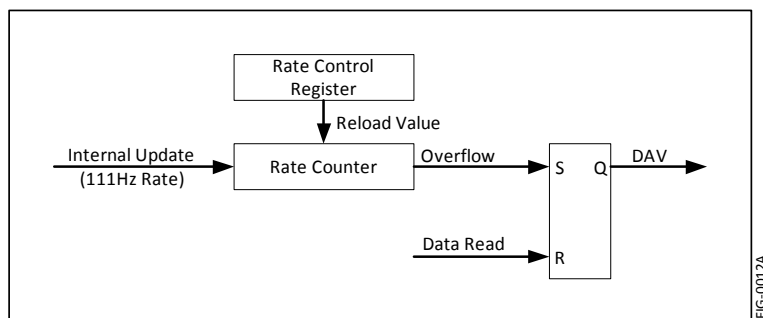 Rate Control
Register
Reload Value
Internal Update
(111Hz Rate)
Rate Counter
Overflow
S
Q
DAV
Data Read
R
FIG-0012A